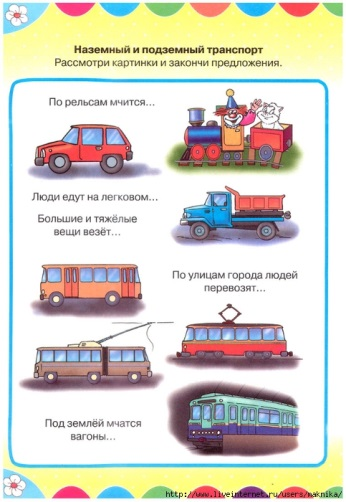 Наземный и подземный транспорт
Рассмотри картинки и закончи предложения.
По рельсам мчится...
Люди едут на легковом...
Большие и тяжёлые
вещи везёт...
По улицам города людей
перевозят...
Под землёй мчатся
вагоны...
http://www.liveinternet.ru/users/maknika/